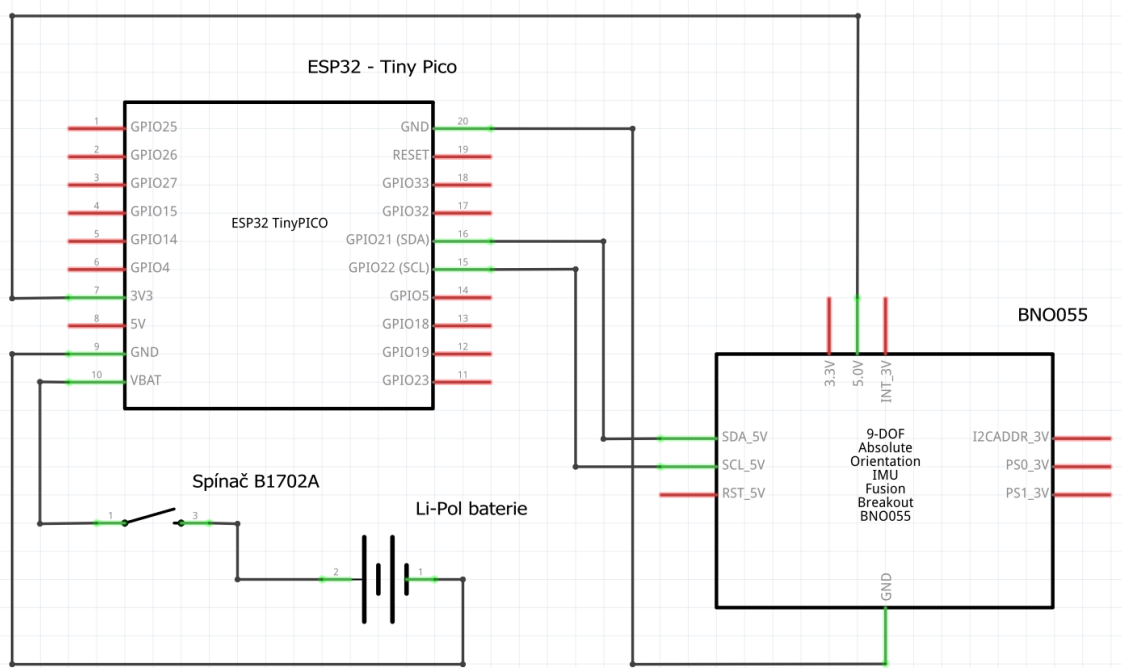 ESP32 - Tiny Pico
1 GPIO25
2 GPIO26
3 GPIO27
4 GPIO15
5 GPIO14
6 GPIO4
7 3V3
8 5V
9 GND
10 VBAT
ESP32 TinyPICO
GND 20
RESET 19
GPIO33 18
GPIO32 17
GPIO21 (SDA) 16
GPIO22 (SCL) 15
GPIO5 14
GPIO18 13
GPIO19 12
GPIO23 11
BNO055
3.3V
5.0V
INT_3V
SDA_5V
SCL_5V
RST_5V
9-DOF
Absolute
Orientation
IMU
Fusion
Breakout
BNO055
I2CADDR_3V
PS0_3V
PS1_3V
GND
Spínač B1702A
1 3
Li-Pol baterie
2 1